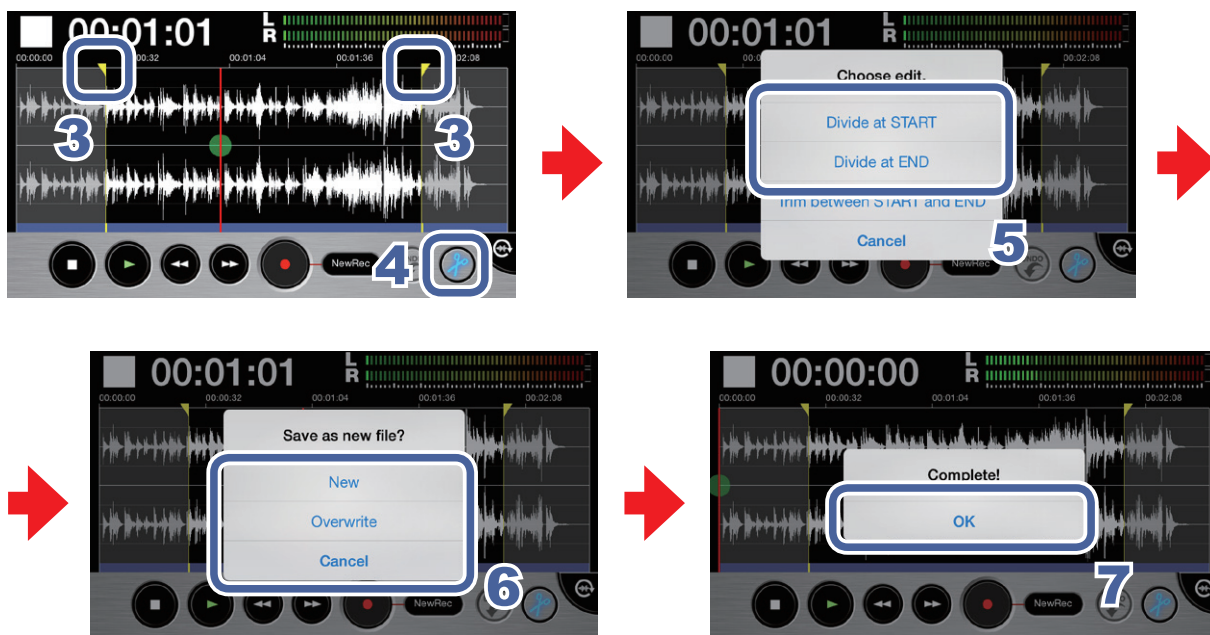 00:01:01
L
R
00:00:00
00:32
00:01:04
00:01:36
02:08
3
3
NewRec
4
00:01:01
L
R
00:00:00
00:02:08
Choose edit.
Divide at START
Divide at END
Trim between START and END
Cancel
5
NewRec
00:01:01
L
R
00:00:00
00:00:32
00:01:04
00:01:36
00:02:08
Save as new file?
New
Overwrite
Cancel
6
NewRec
00:00:00
L
R
00:00:00
00:00:32
00:01:04
00:01:36
00:02:08
Complete!
OK
7
NewRec